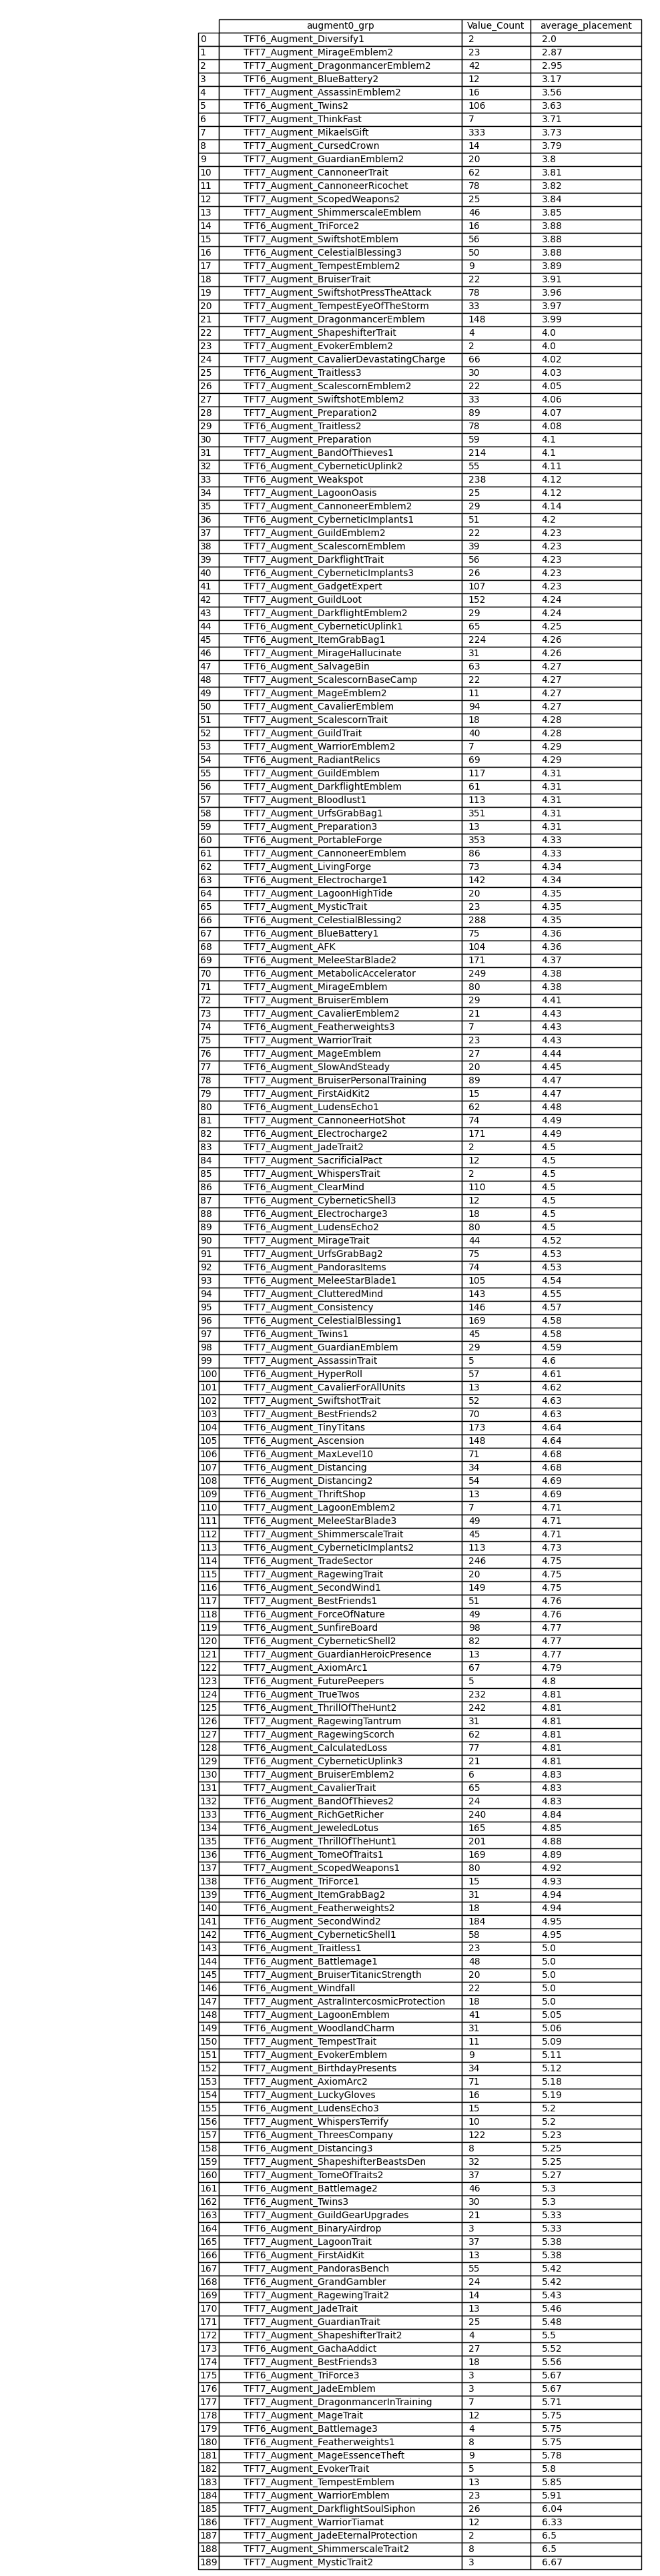 augment0_grp Value_Count average_placement
0 TFT6_Augment_Diversify1 2 2.0
1 TFT7_Augment_MirageEmblem2 23 2.87
2 TFT7_Augment_DragonmancerEmblem2 42 2.95
3 TFT6_Augment_BlueBattery2 12 3.17
4 TFT7_Augment_AssassinEmblem2 16 3.56
5 TFT6_Augment_Twins2 106 3.63
6 TFT7_Augment_ThinkFast 7 3.71
7 TFT7_Augment_MikaelsGift 333 3.73
8 TFT7_Augment_CursedCrown 14 3.79
9 TFT7_Augment_GuardianEmblem2 20 3.8
10 TFT7_Augment_CannoneerTrait 62 3.81
11 TFT7_Augment_CannoneerRicochet 78 3.82
12 TFT7_Augment_ScopedWeapons2 25 3.84
13 TFT7_Augment_ShimmerscaleEmblem 46 3.85
14 TFT6_Augment_TriForce2 16 3.88
15 TFT7_Augment_SwiftshotEmblem 56 3.88
16 TFT6_Augment_CelestialBlessing3 50 3.88
17 TFT7_Augment_TempestEmblem2 9 3.89
18 TFT7_Augment_BruiserTrait 22 3.91
19 TFT7_Augment_SwiftshotPressTheAttack 78 3.96
20 TFT7_Augment_TempestEyeOfTheStorm 33 3.97
21 TFT7_Augment_DragonmancerEmblem 148 3.99
22 TFT7_Augment_ShapeshifterTrait 4 4.0
23 TFT7_Augment_EvokerEmblem2 2 4.0
24 TFT7_Augment_CavalierDevastatingCharge 66 4.02
25 TFT6_Augment_Traitless3 30 4.03
26 TFT7_Augment_ScalescornEmblem2 22 4.05
27 TFT7_Augment_SwiftshotEmblem2 33 4.06
28 TFT7_Augment_Preparation2 89 4.07
29 TFT6_Augment_Traitless2 78 4.08
30 TFT7_Augment_Preparation 59 4.1
31 TFT7_Augment_BandOfThieves1 214 4.1
32 TFT6_Augment_CyberneticUplink2 55 4.11
33 TFT6_Augment_Weakspot 238 4.12
34 TFT7_Augment_LagoonOasis 25 4.12
35 TFT7_Augment_CannoneerEmblem2 29 4.14
36 TFT6_Augment_CyberneticImplants1 51 4.2
37 TFT7_Augment_GuildEmblem2 22 4.23
38 TFT7_Augment_ScalescornEmblem 39 4.23
39 TFT7_Augment_DarkflightTrait 56 4.23
40 TFT6_Augment_CyberneticImplants3 26 4.23
41 TFT7_Augment_GadgetExpert 107 4.23
42 TFT7_Augment_GuildLoot 152 4.24
43 TFT7_Augment_DarkflightEmblem2 29 4.24
44 TFT6_Augment_CyberneticUplink1 65 4.25
45 TFT6_Augment_ItemGrabBag1 224 4.26
46 TFT7_Augment_MirageHallucinate 31 4.26
47 TFT6_Augment_SalvageBin 63 4.27
48 TFT7_Augment_ScalescornBaseCamp 22 4.27
49 TFT7_Augment_MageEmblem2 11 4.27
50 TFT7_Augment_CavalierEmblem 94 4.27
51 TFT7_Augment_ScalescornTrait 18 4.28
52 TFT7_Augment_GuildTrait 40 4.28
53 TFT7_Augment_WarriorEmblem2 7 4.29
54 TFT6_Augment_RadiantRelics 69 4.29
55 TFT7_Augment_GuildEmblem 117 4.31
56 TFT7_Augment_DarkflightEmblem 61 4.31
57 TFT7_Augment_Bloodlust1 113 4.31
58 TFT7_Augment_UrfsGrabBag1 351 4.31
59 TFT7_Augment_Preparation3 13 4.31
60 TFT6_Augment_PortableForge 353 4.33
61 TFT7_Augment_CannoneerEmblem 86 4.33
62 TFT7_Augment_LivingForge 73 4.34
63 TFT6_Augment_Electrocharge1 142 4.34
64 TFT7_Augment_LagoonHighTide 20 4.35
65 TFT7_Augment_MysticTrait 23 4.35
66 TFT6_Augment_CelestialBlessing2 288 4.35
67 TFT7_Augment_BlueBattery1 75 4.36
68 TFT7_Augment_AFK 104 4.36
69 TFT6_Augment_MeleeStarBlade2 171 4.37
70 TFT6_Augment_MetabolicAccelerator 249 4.38
71 TFT7_Augment_MirageEmblem 80 4.38
72 TFT7_Augment_BruiserEmblem 29 4.41
73 TFT7_Augment_CavalierEmblem2 21 4.43
74 TFT6_Augment_Featherweights3 7 4.43
75 TFT7_Augment_WarriorTrait 23 4.43
76 TFT7_Augment_MageEmblem 27 4.44
77 TFT6_Augment_SlowAndSteady 20 4.45
78 TFT7_Augment_BruiserPersonalTraining 89 4.47
79 TFT7_Augment_FirstAidKit2 15 4.47
80 TFT6_Augment_LudensEcho1 62 4.48
81 TFT7_Augment_CannoneerHotShot 74 4.49
82 TFT6_Augment_Electrocharge2 171 4.49
83 TFT7_Augment_JadeTrait2 2 4.5
84 TFT7_Augment_SacrificialPact 12 4.5
85 TFT7_Augment_WhispersTrait 2 4.5
86 TFT6_Augment_ClearMind 110 4.5
87 TFT6_Augment_CyberneticShell3 12 4.5
88 TFT6_Augment_Electrocharge3 18 4.5
89 TFT6_Augment_LudensEcho2 80 4.5
90 TFT7_Augment_MirageTrait 44 4.52
91 TFT7_Augment_UrfsGrabBag2 75 4.53
92 TFT6_Augment_PandorasItems 74 4.53
93 TFT6_Augment_MeleeStarBlade1 105 4.54
94 TFT7_Augment_ClutteredMind 143 4.55
95 TFT7_Augment_Consistency 146 4.57
96 TFT6_Augment_CelestialBlessing1 169 4.58
97 TFT6_Augment_Twins1 45 4.58
98 TFT7_Augment_GuardianEmblem 29 4.59
99 TFT7_Augment_AssassinTrait 5 4.6
100 TFT6_Augment_HyperRoll 57 4.61
101 TFT7_Augment_CavalierForAllUnits 13 4.62
102 TFT7_Augment_SwiftshotTrait 52 4.63
103 TFT7_Augment_BestFriends2 70 4.63
104 TFT6_Augment_TinyTitans 173 4.64
105 TFT6_Augment_Ascension 148 4.64
106 TFT7_Augment_MaxLevel10 71 4.68
107 TFT6_Augment_Distancing 34 4.68
108 TFT6_Augment_Distancing2 54 4.69
109 TFT6_Augment_ThriftShop 13 4.69
110 TFT7_Augment_LagoonEmblem2 7 4.71
111 TFT6_Augment_MeleeStarBlade3 49 4.71
112 TFT7_Augment_ShimmerscaleTrait 45 4.71
113 TFT6_Augment_CyberneticImplants2 113 4.73
114 TFT6_Augment_TradeSector 246 4.75
115 TFT7_Augment_RagewingTrait 20 4.75
116 TFT6_Augment_SecondWind1 149 4.75
117 TFT7_Augment_BestFriends1 51 4.76
118 TFT6_Augment_ForceOfNature 49 4.76
119 TFT6_Augment_SunfireBoard 98 4.77
120 TFT6_Augment_CyberneticShell2 82 4.77
121 TFT7_Augment_GuardianHeroicPresence 13 4.77
122 TFT7_Augment_AxiomArc1 67 4.79
123 TFT6_Augment_FuturePeepers 5 4.8
124 TFT6_Augment_TrueTwos 232 4.81
125 TFT6_Augment_ThrillOfTheHunt2 242 4.81
126 TFT7_Augment_RagewingTantrum 31 4.81
127 TFT7_Augment_RagewingScorch 62 4.81
128 TFT6_Augment_CalculatedLoss 77 4.81
129 TFT6_Augment_CyberneticUplink3 21 4.81
130 TFT7_Augment_BruiserEmblem2 6 4.83
131 TFT7_Augment_CavalierTrait 65 4.83
132 TFT6_Augment_BandOfThieves2 24 4.83
133 TFT6_Augment_RichGetRicher 240 4.84
134 TFT6_Augment_JeweledLotus 165 4.85
135 TFT6_Augment_ThrillOfTheHunt1 201 4.88
136 TFT6_Augment_TomeOfTraits1 169 4.89
137 TFT7_Augment_ScopedWeapons1 80 4.92
138 TFT6_Augment_TriForce1 15 4.93
139 TFT6_Augment_ItemGrabBag2 31 4.94
140 TFT6_Augment_Featherweights2 18 4.94
141 TFT6_Augment_SecondWind2 184 4.95
142 TFT6_Augment_CyberneticShell1 58 4.95
143 TFT6_Augment_Traitless1 23 5.0
144 TFT6_Augment_Battlemage1 48 5.0
145 TFT7_Augment_BruiserTitanicStrength 20 5.0
146 TFT6_Augment_Windfall 22 5.0
147 TFT7_Augment_AstralIntercosmicProtection 18 5.0
148 TFT7_Augment_LagoonEmblem 41 5.05
149 TFT6_Augment_WoodlandCharm 31 5.06
150 TFT7_Augment_TempestTrait 11 5.09
151 TFT7_Augment_EvokerEmblem 9 5.11
152 TFT7_Augment_BirthdayPresents 34 5.12
153 TFT7_Augment_AxiomArc2 71 5.18
154 TFT7_Augment_LuckyGloves 16 5.19
155 TFT6_Augment_LudensEcho3 15 5.2
156 TFT7_Augment_WhispersTerrify 10 5.2
157 TFT6_Augment_ThreesCompany 122 5.23
158 TFT6_Augment_Distancing3 8 5.25
159 TFT7_Augment_ShapeshifterBeastsDen 32 5.25
160 TFT7_Augment_TomeOfTraits2 37 5.27
161 TFT6_Augment_Battlemage2 46 5.3
162 TFT6_Augment_Twins3 30 5.3
163 TFT7_Augment_GuildGearUpgrades 21 5.33
164 TFT6_Augment_BinaryAirdrop 3 5.33
165 TFT7_Augment_LagoonTrait 37 5.38
166 TFT6_Augment_FirstAidKit 13 5.38
167 TFT7_Augment_PandorasBench 55 5.42
168 TFT6_Augment_GrandGambler 24 5.42
169 TFT7_Augment_RagewingTrait2 14 5.43
170 TFT7_Augment_JadeTrait 13 5.46
171 TFT7_Augment_GuardianTrait 25 5.48
172 TFT7_Augment_ShapeshifterTrait2 4 5.5
173 TFT6_Augment_GachaAddict 27 5.52
174 TFT7_Augment_BestFriends3 18 5.56
175 TFT6_Augment_TriForce3 3 5.67
176 TFT7_Augment_JadeEmblem 3 5.67
177 TFT7_Augment_DragonmancerInTraining 7 5.71
178 TFT7_Augment_MageTrait 12 5.75
179 TFT6_Augment_Battlemage3 4 5.75
180 TFT6_Augment_Featherweights1 8 5.75
181 TFT7_Augment_MageEssenceTheft 9 5.78
182 TFT7_Augment_EvokerTrait 5 5.8
183 TFT7_Augment_TempestEmblem 13 5.85
184 TFT7_Augment_WarriorEmblem 23 5.91
185 TFT7_Augment_DarkflightSoulSiphon 26 6.04
186 TFT7_Augment_WarriorTiamat 12 6.33
187 TFT7_Augment_JadeEternalProtection 2 6.5
188 TFT7_Augment_ShimmerscaleTrait2 8 6.5
189 TFT7_Augment_MysticTrait2 3 6.67